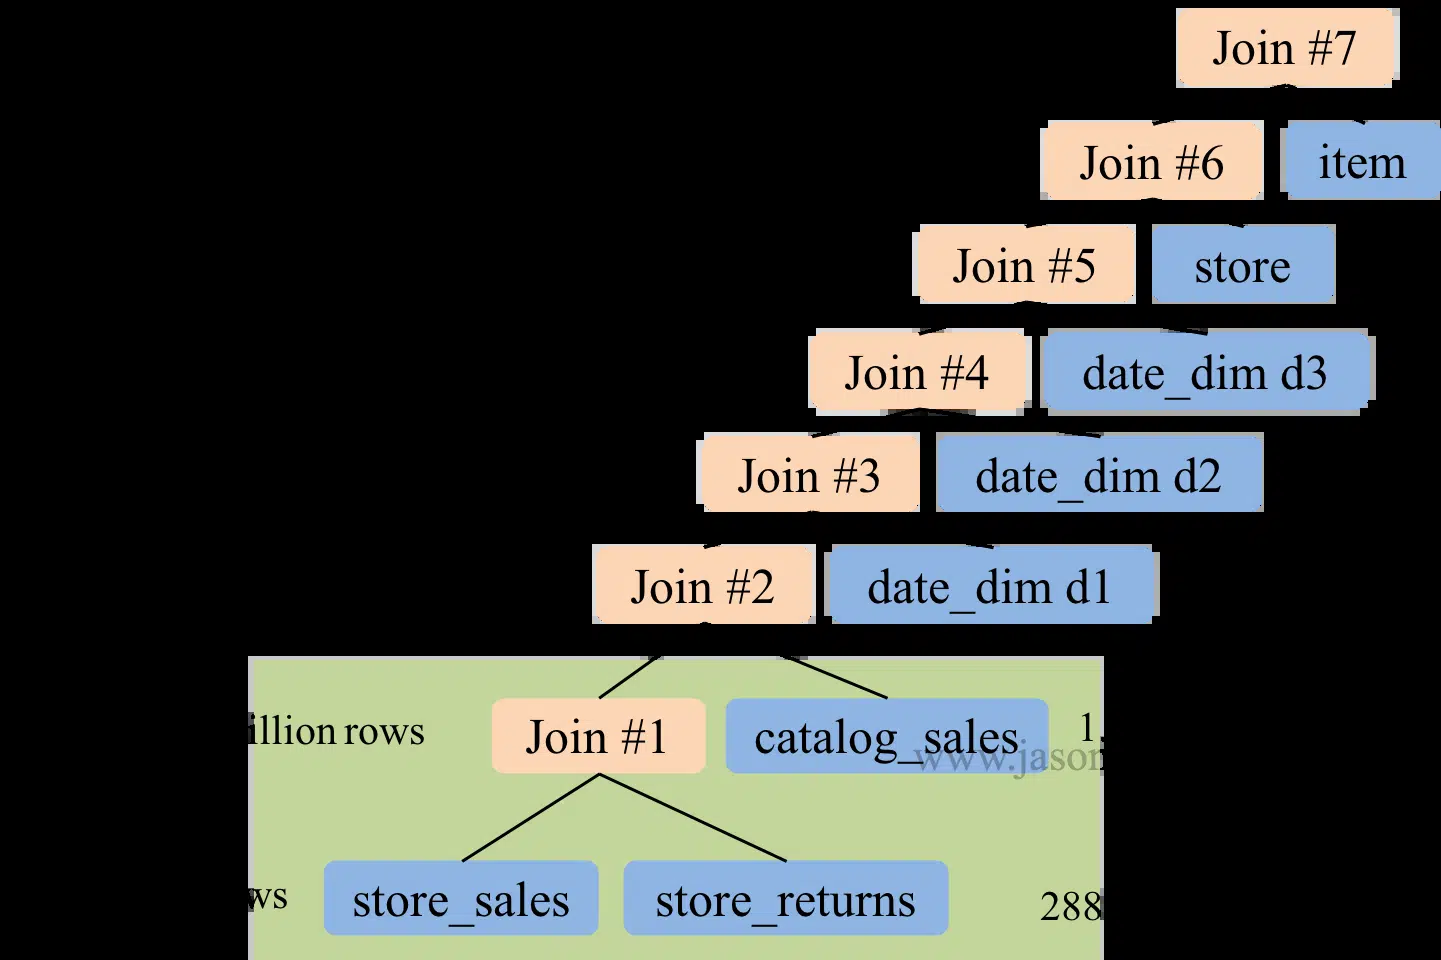 Join #7
Join #6 item
Join #5 store
Join #4 date_dim d3
Join #3 date_dim d2
Join #2 date_dim d1
illion rows Join #1 catalog_sales 1.
www.jason
ws store_sales store_returns 288